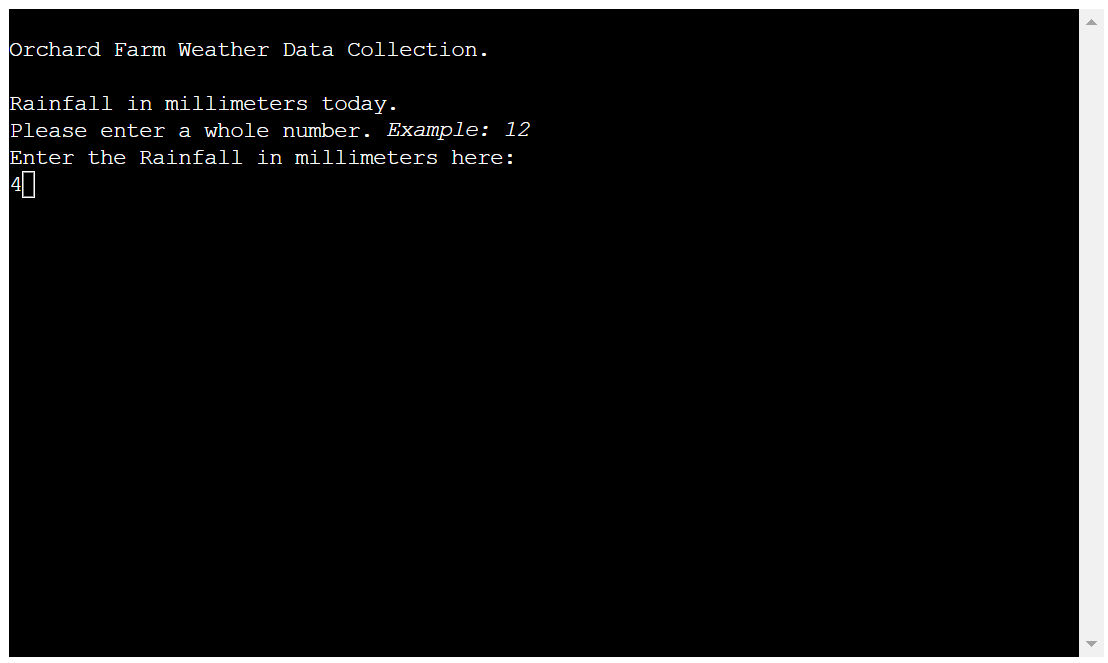 Orchard Farm Weather Data Collection.
Rainfall in millimeters today.
Please enter a whole number. Example: 12
Enter the Rainfall in millimeters here:
4